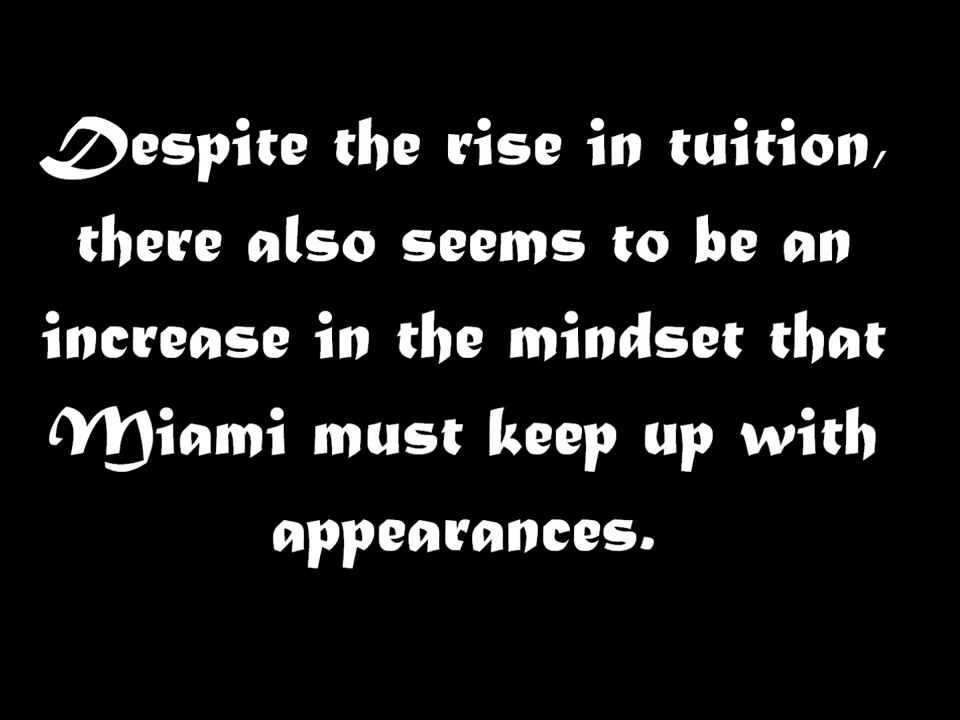 Despite the rise in tuition,
there also seems to be an
increase in the mindset that
Miami must keep up with
appearances.